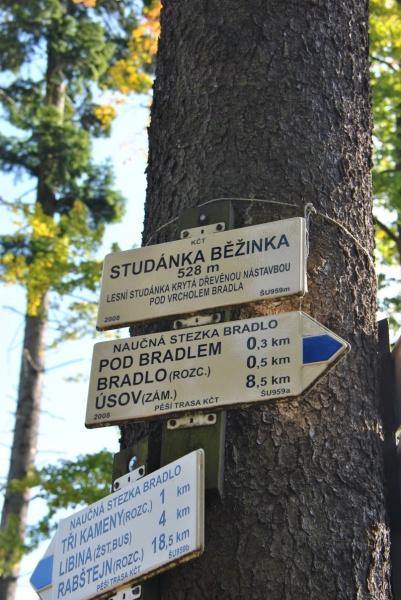 KČT
STUDÁNKA BĚŽINKA
528 m
LESNÍ STUDÁNKA KRYTÁ DŘEVĚNOU NÁSTAVBOU
POD VRCHOLEM BRADLA
2008 ŠU959m
NAUČNÁ STEZKA BRADLO
POD BRADLEM 0,3 km
BRADLO (ROZC.) 0,5 km
ÚSOV (ZÁM.) 8,5 km
2008 PĚŠÍ TRASA KČT ŠU959a
NAUČNÁ STEZKA BRADLO
TŘI KAMENY (ROZC.) 1 km
LIBINA (ŽST, BUS) 4 km
RABŠTEJN (ROZC.) 18,5 km
PĚŠÍ TRASA KČT ŠU959b